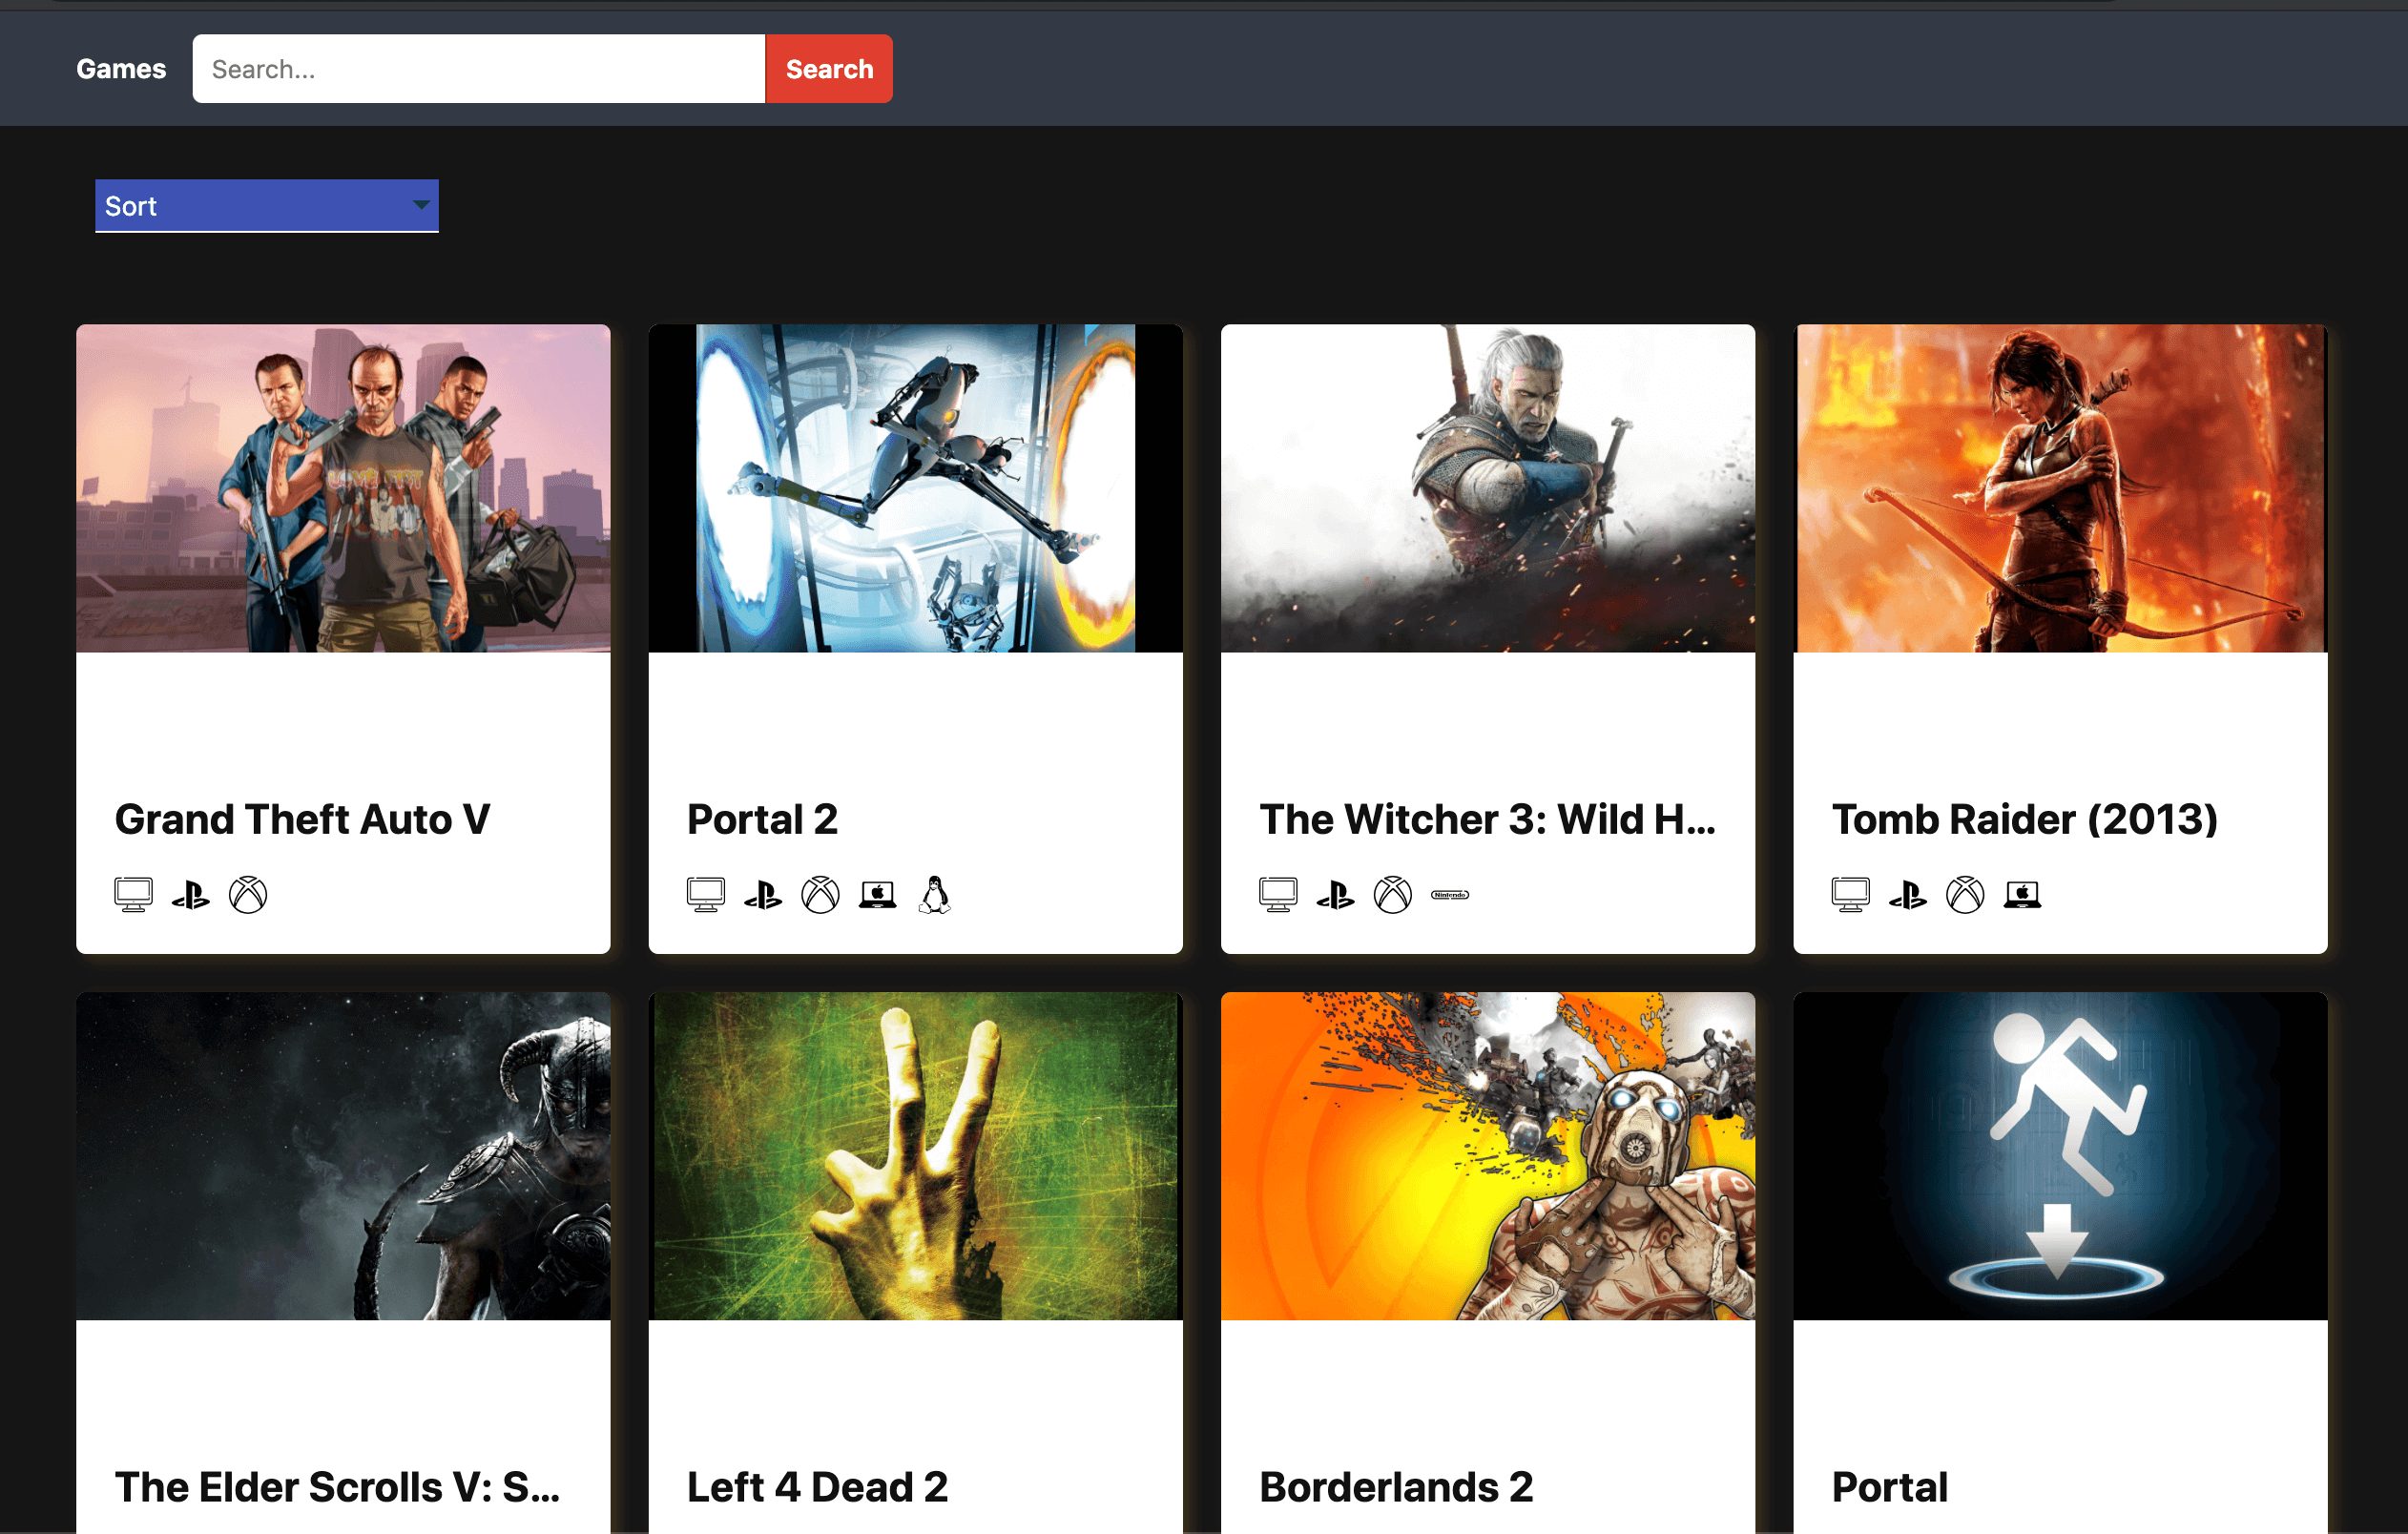 Games
Search...
Search
Sort
Grand Theft Auto V
Portal 2
The Witcher 3: Wild H...
Tomb Raider (2013)
Nintendo
The Elder Scrolls V: S...
Left 4 Dead 2
Borderlands 2
Portal